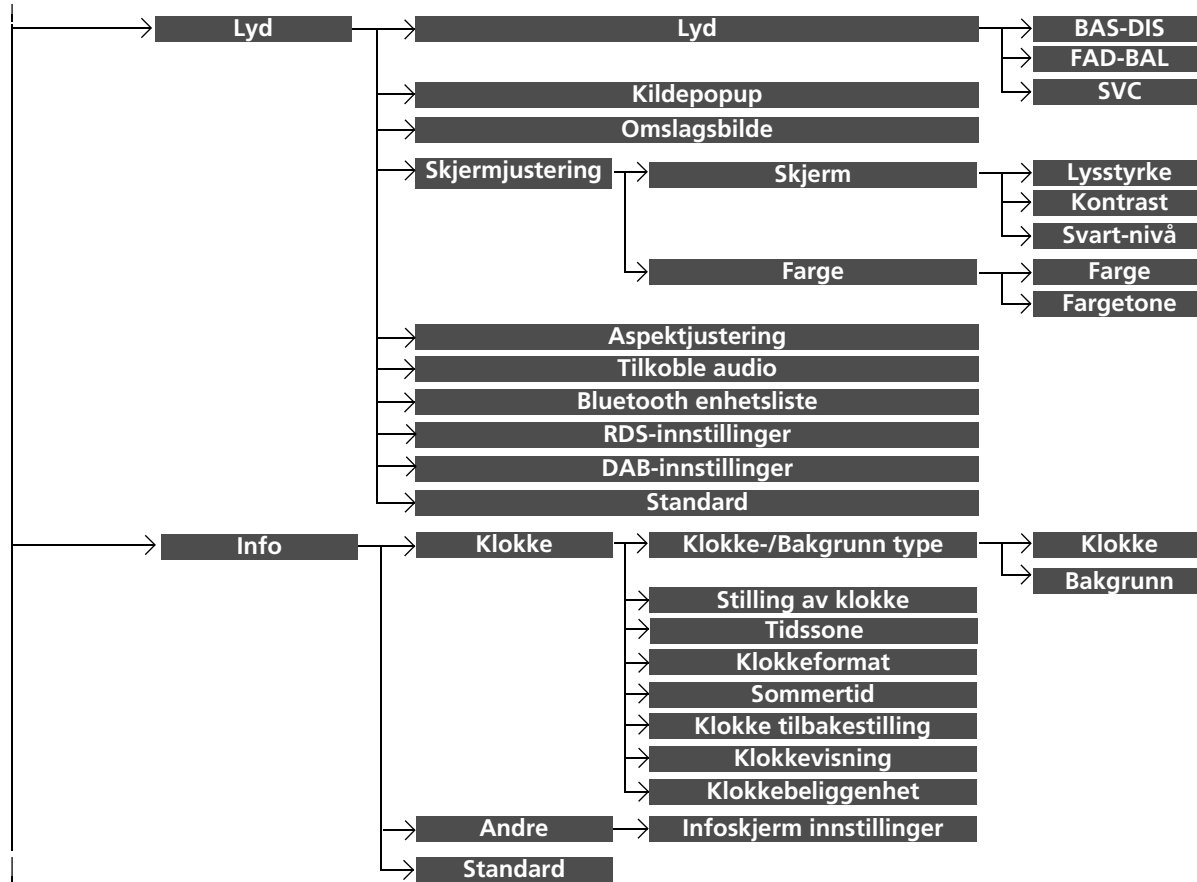 Lyd
Lyd
BAS-DIS
FAD-BAL
SVC
Kildepopup
Omslagsbilde
Skjermjustering
Skjerm
Lysstyrke
Kontrast
Svart-nivå
Farge
Farge
Fargetone
Aspektjustering
Tilkoble audio
Bluetooth enhetsliste
RDS-innstillinger
DAB-innstillinger
Standard
Info
Klokke
Klokke-/Bakgrunn type
Klokke
Bakgrunn
Stilling av klokke
Tidssone
Klokkeformat
Sommertid
Klokke tilbakestilling
Klokkevisning
Klokkebeliggenhet
Andre
Infoskjerm innstillinger
Standard